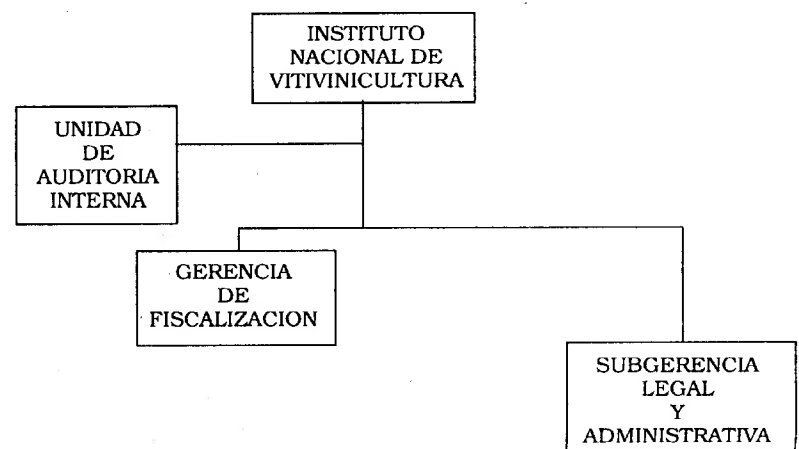 INSTITUTO
NACIONAL DE
VITIVINICULTURA
UNIDAD
DE
AUDITORIA
INTERNA
GERENCIA
DE
FISCALIZACION
SUBGERENCIA
LEGAL
Y
ADMINISTRATIVA